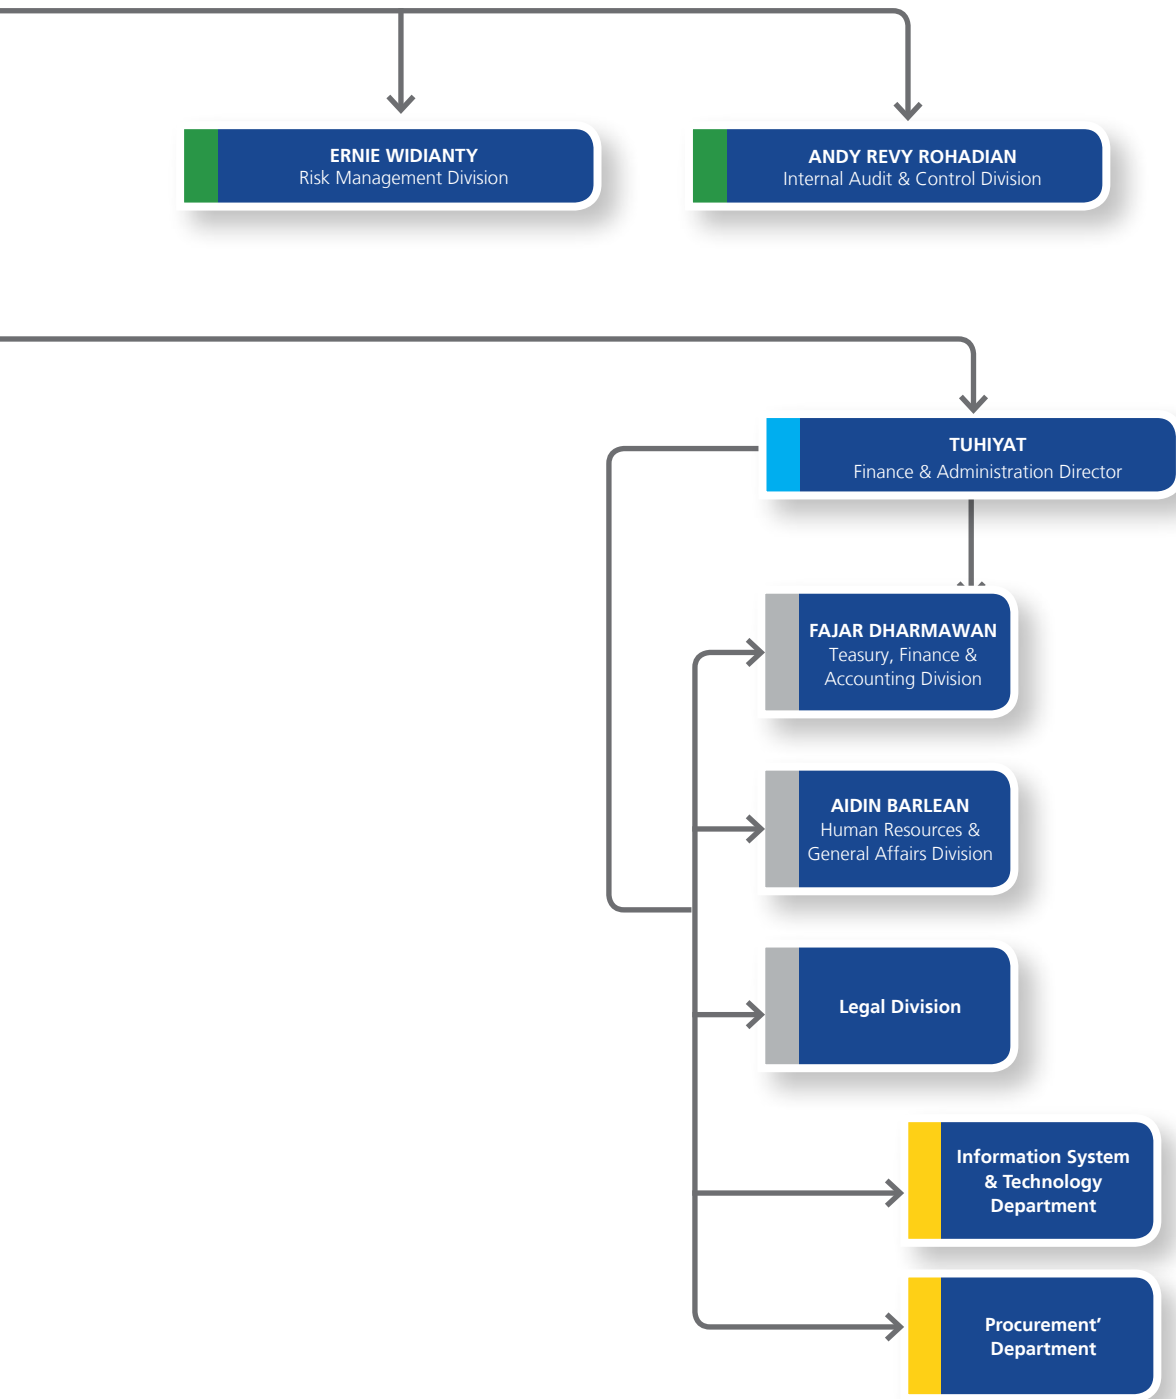 ERNIE WIDIANTY
Risk Management Division
ANDY REVY ROHADIAN
Internal Audit & Control Division
TUHIYAT
Finance & Administration Director
FAJAR DHARMAWAN
Teasury, Finance &
Accounting Division
AIDIN BARLEAN
Human Resources &
General Affairs Division
Legal Division
Information System
& Technology
Department
Procurement’
Department